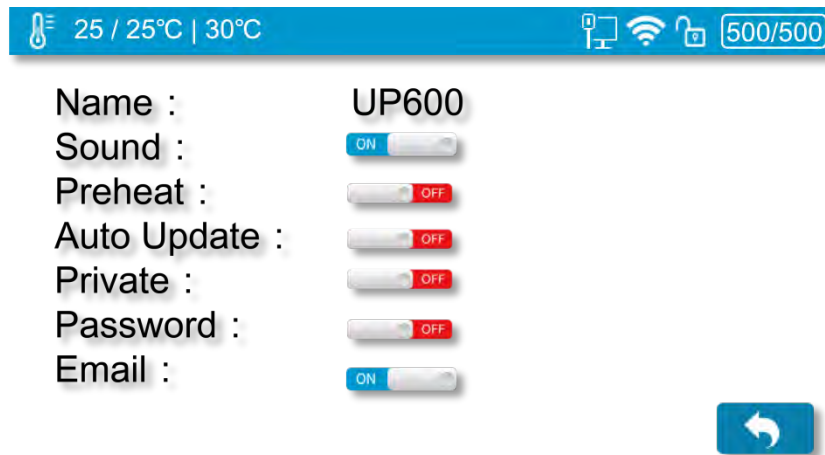 25 / 25℃ | 30℃ 500/500
Name : UP600
Sound : ON
Preheat : OFF
Auto Update : OFF
Private : OFF
Password : OFF
Email : ON